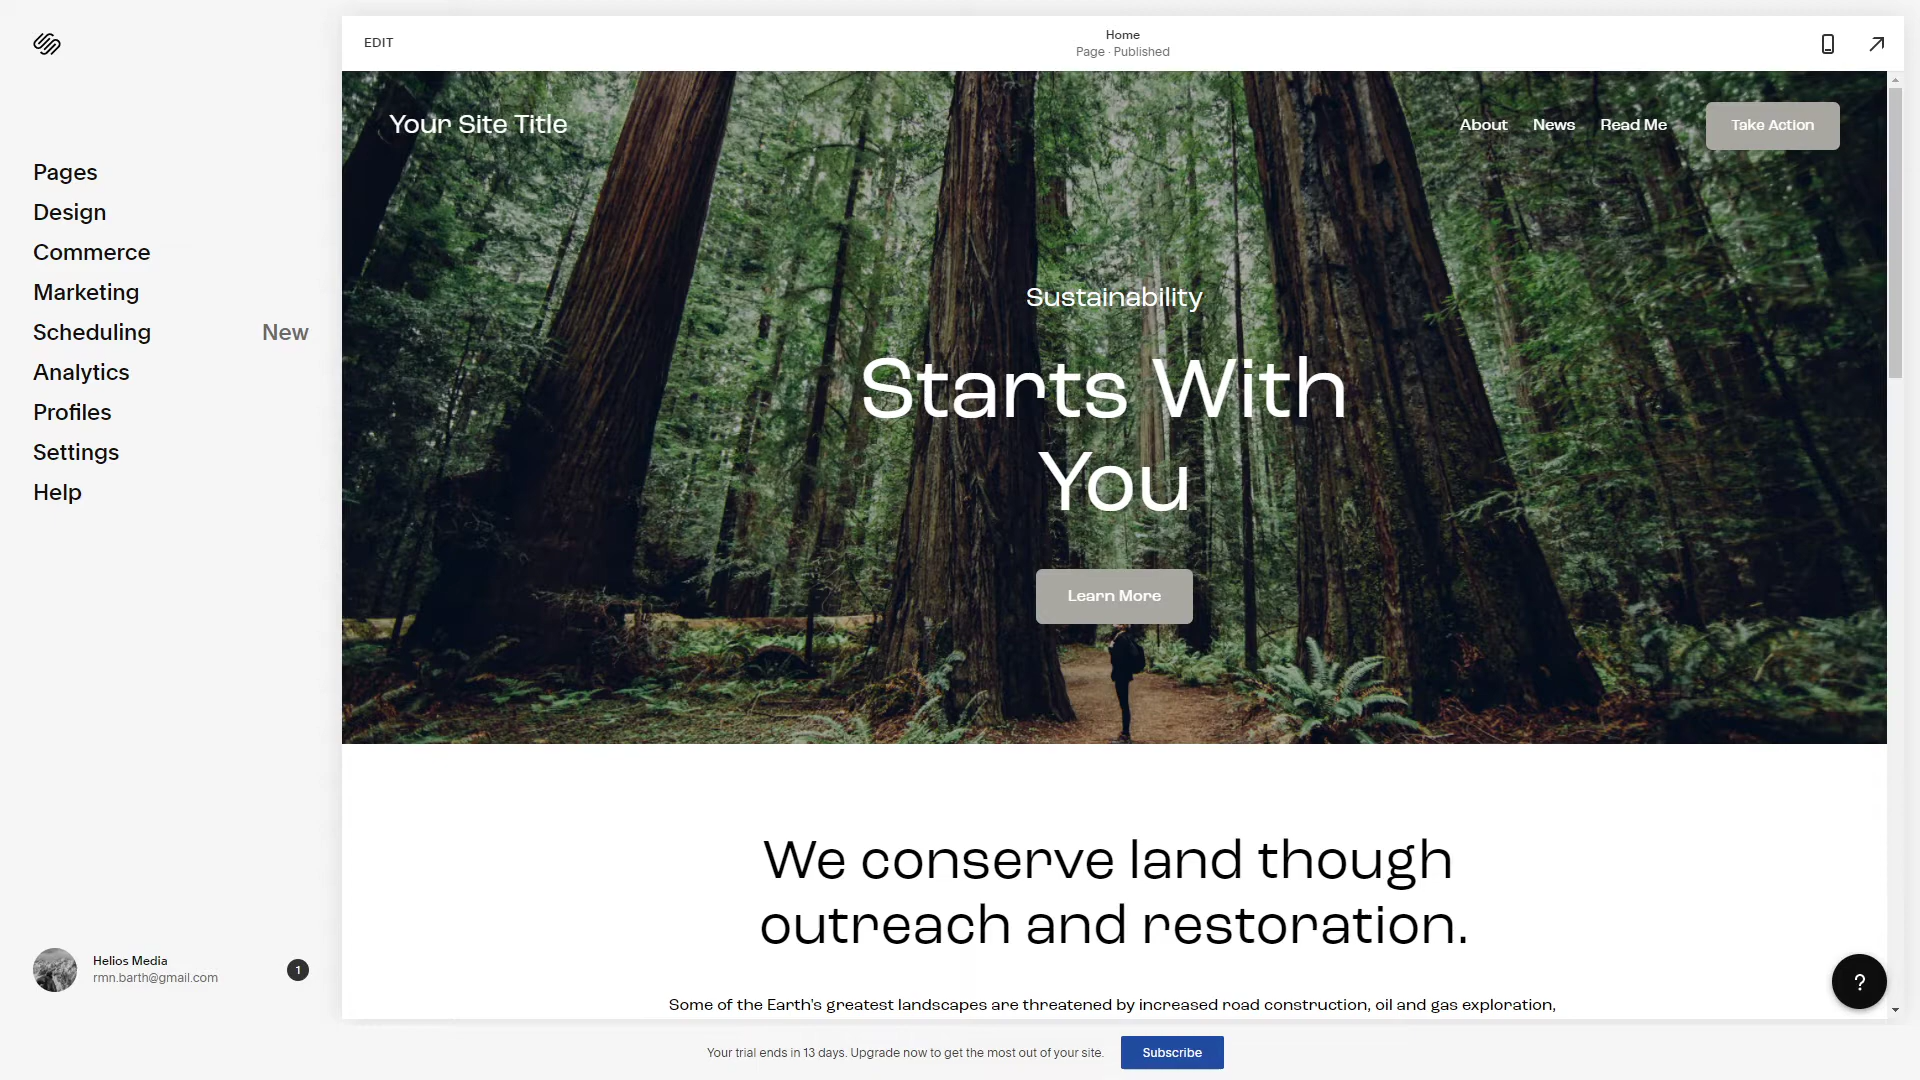 EDIT
Home
Page · Published
Pages
Design
Commerce
Marketing
Scheduling New
Analytics
Profiles
Settings
Help
Helios Media
rmn.barth@gmail.com
1
Your Site Title
About News Read Me Take Action
Sustainability
Starts With
You
Learn More
We conserve land though
outreach and restoration.
Some of the Earth's greatest landscapes are threatened by increased road construction, oil and gas exploration,
?
Your trial ends in 13 days. Upgrade now to get the most out of your site. Subscribe